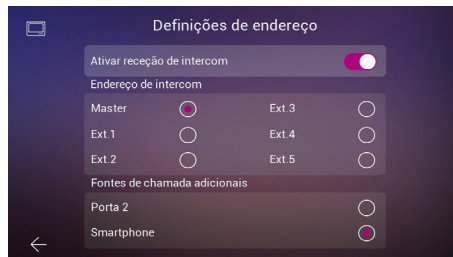 Definições de endereço
Ativar receção de intercom
Endereço de intercom
Master Ext.3
Ext.1 Ext.4
Ext.2 Ext.5
Fontes de chamada adicionais
Porta 2
Smartphone